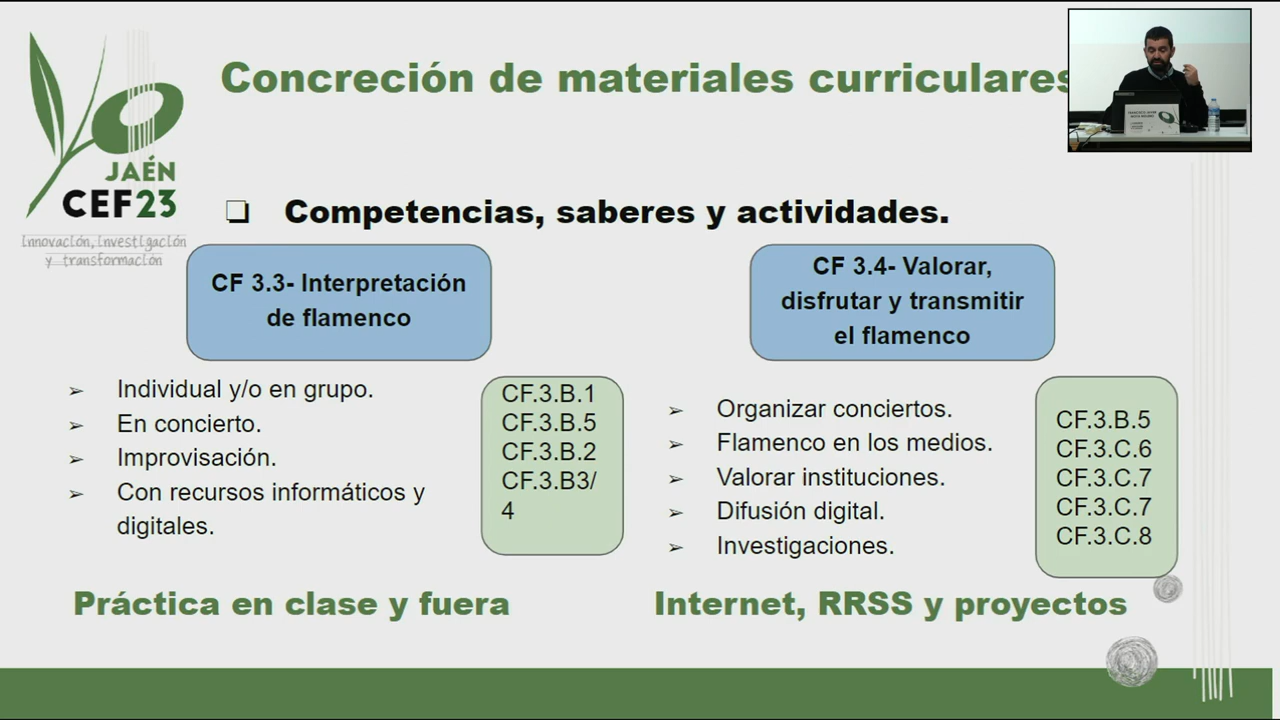 Concreción de materiales curriculares
JAÉN
CEF23
innovación, investigación
y transformación
❏ Competencias, saberes y actividades.
CF 3.3- Interpretación
de flamenco
➢ Individual y/o en grupo.
➢ En concierto.
➢ Improvisación.
➢ Con recursos informáticos y
digitales.
CF.3.B.1
CF.3.B.5
CF.3.B.2
CF.3.B3/
4
Práctica en clase y fuera
CF 3.4- Valorar,
disfrutar y transmitir
el flamenco
➢ Organizar conciertos.
➢ Flamenco en los medios.
➢ Valorar instituciones.
➢ Difusión digital.
➢ Investigaciones.
CF.3.B.5
CF.3.C.6
CF.3.C.7
CF.3.C.7
CF.3.C.8
Internet, RRSS y proyectos